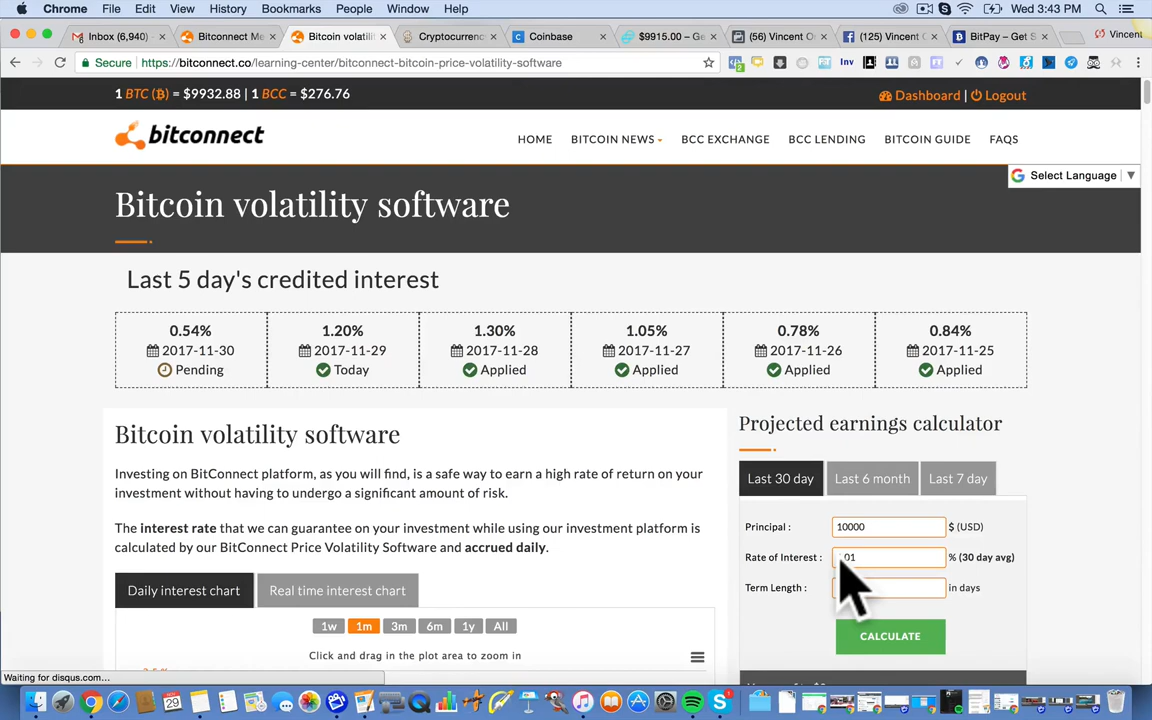 Chrome File Edit View History Bookmarks People Window Help Wed 3:43 PM
Inbox (6,940) Bitconnect Me Bitcoin volatili Cryptocurrenc Coinbase $9915.00 – Ge (56) Vincent O (125) Vincent BitPay – Get S Vincent
Secure https://bitconnect.co/learning-center/bitconnect-bitcoin-price-volatility-software Inv
1 BTC (₿) = $9932.88 | 1 BCC = $276.76 Dashboard | Logout
bitconnect HOME BITCOIN NEWS BCC EXCHANGE BCC LENDING BITCOIN GUIDE FAQS
Select Language ▼
Bitcoin volatility software
Last 5 day's credited interest
0.54% 1.20% 1.30% 1.05% 0.78% 0.84%
2017-11-30 2017-11-29 2017-11-28 2017-11-27 2017-11-26 2017-11-25
Pending Today Applied Applied Applied Applied
Bitcoin volatility software
Investing on BitConnect platform, as you will find, is a safe way to earn a high rate of return on your
investment without having to undergo a significant amount of risk.
The interest rate that we can guarantee on your investment while using our investment platform is
calculated by our BitConnect Price Volatility Software and accrued daily.
Daily interest chart Real time interest chart
1w 1m 3m 6m 1y All
Click and drag in the plot area to zoom in
Projected earnings calculator
Last 30 day Last 6 month Last 7 day
Principal : 10000 $ (USD)
Rate of Interest : 01 % (30 day avg)
Term Length : in days
CALCULATE
Waiting for disqus.com...